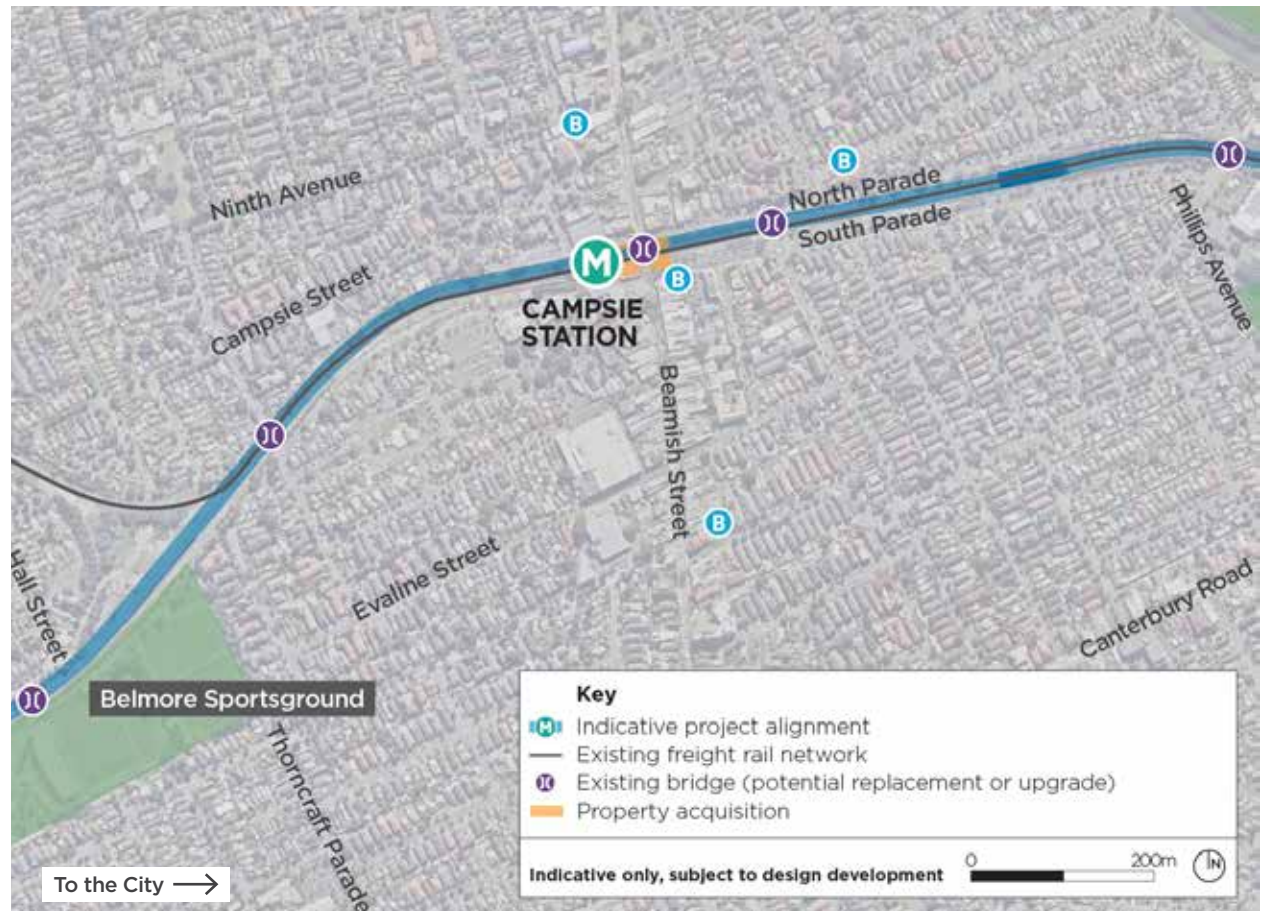 B
B
Ninth Avenue
North Parade
South Parade
Phillips Avenue
M
B
Campsie Street
CAMPSIE
STATION
Beamish Street
B
Evaline Street
Hall Street
Canterbury Road
Belmore Sportsground
Thorncraft Parade
To the City
Key
M Indicative project alignment
Existing freight rail network
Existing bridge (potential replacement or upgrade)
Property acquisition
Indicative only, subject to design development
0 200m
N